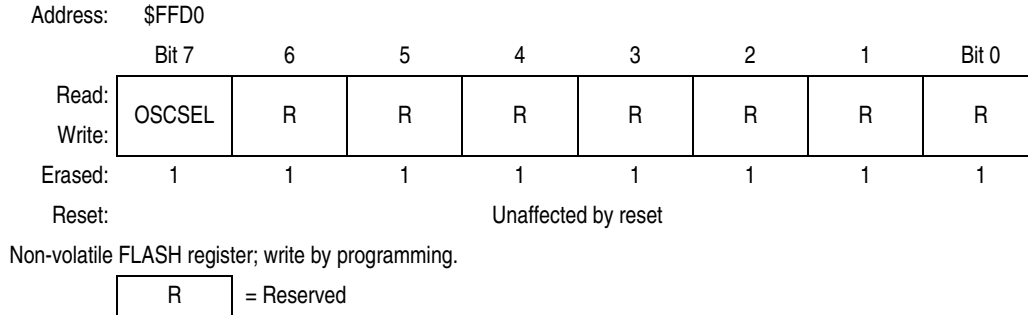 Address: $FFD0
Bit 7 6 5 4 3 2 1 Bit 0
Read:
OSCSEL R R R R R R R
Write:
Erased: 1 1 1 1 1 1 1 1
Reset: Unaffected by reset
Non-volatile FLASH register; write by programming.
R = Reserved